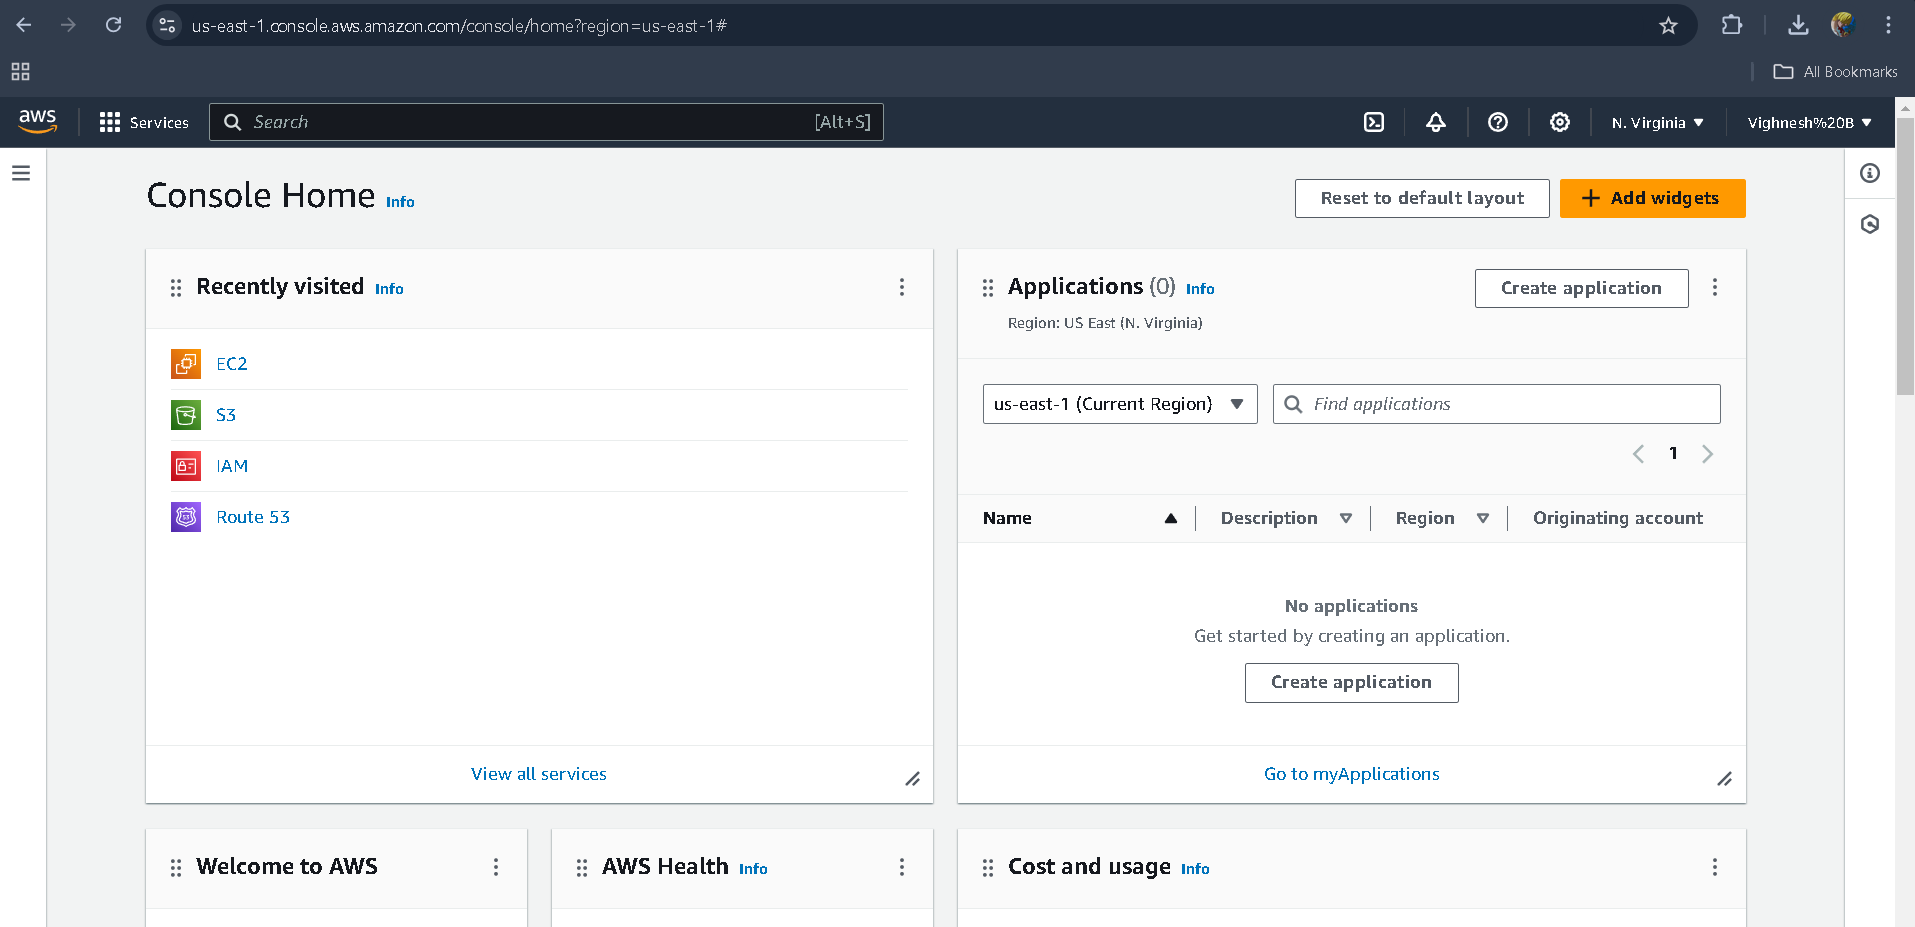 us-east-1.console.aws.amazon.com/console/home?region=us-east-1#
All Bookmarks
aws
Services
Search
[Alt+S]
N. Virginia
Vighnesh%20B
Console Home Info
Reset to default layout
Add widgets
Recently visited Info
EC2
S3
IAM
Route 53
View all services
Applications (0) Info
Region: US East (N. Virginia)
Create application
us-east-1 (Current Region)
Find applications
1
Name Description Region Originating account
No applications
Get started by creating an application.
Create application
Go to myApplications
Welcome to AWS
AWS Health Info
Cost and usage Info